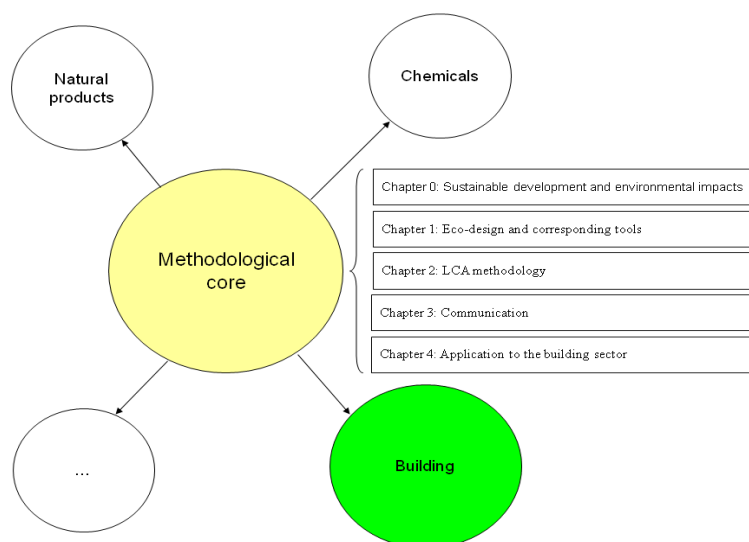 Natural
products
Chemicals
Methodological
core
Chapter 0: Sustainable development and environmental impacts
Chapter 1: Eco-design and corresponding tools
Chapter 2: LCA methodology
Chapter 3: Communication
Chapter 4: Application to the building sector
...
Building